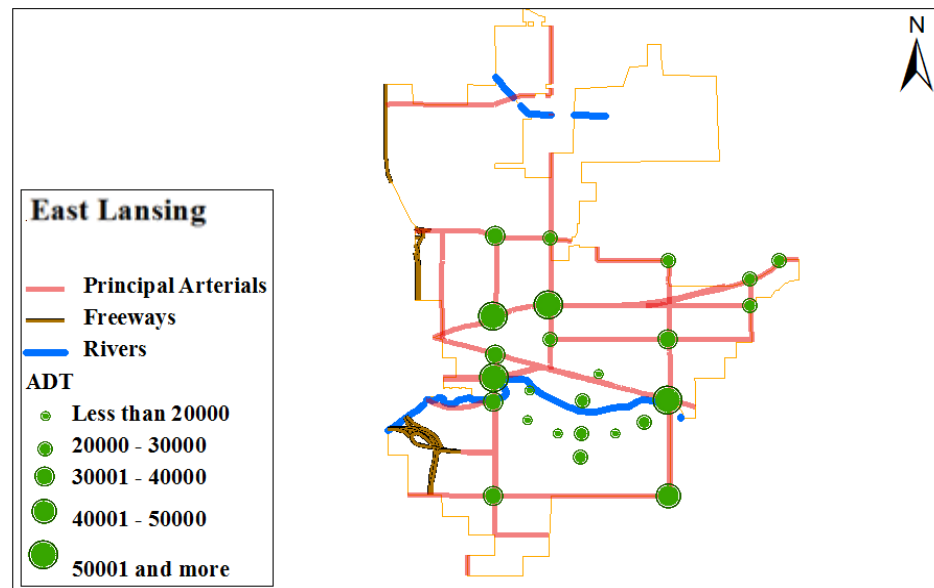 N
East Lansing
Principal Arterials
Freeways
Rivers
ADT
Less than 20000
20000 - 30000
30001 - 40000
40001 - 50000
50001 and more